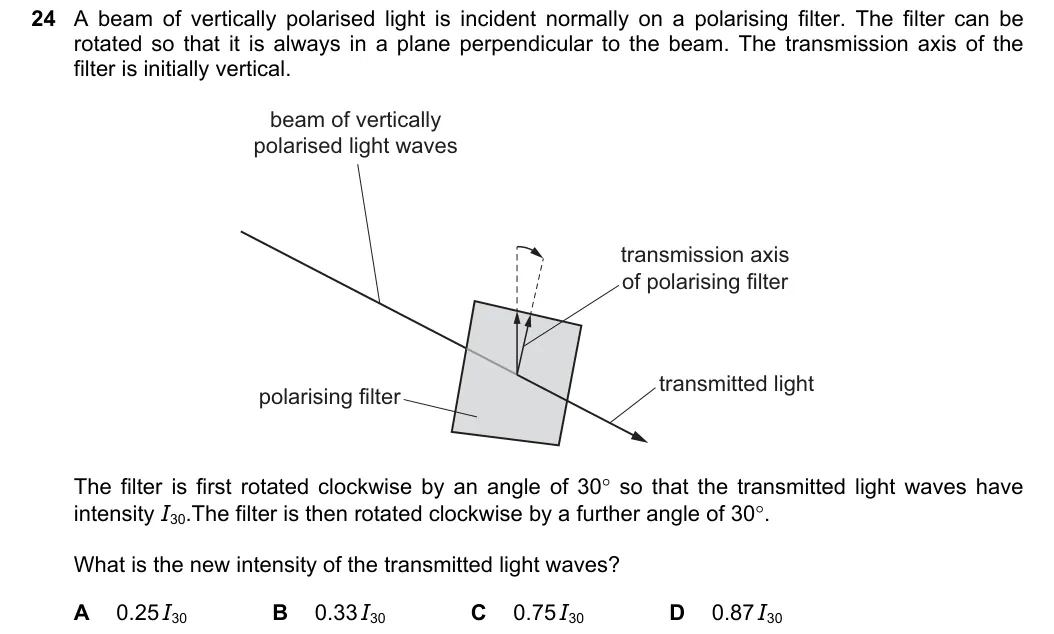 24 A beam of vertically polarised light is incident normally on a polarising filter. The filter can be
rotated so that it is always in a plane perpendicular to the beam. The transmission axis of the
filter is initially vertical.
beam of vertically
polarised light waves
transmission axis
of polarising filter
transmitted light
polarising filter
The filter is first rotated clockwise by an angle of 30° so that the transmitted light waves have
intensity I₃₀.The filter is then rotated clockwise by a further angle of 30°.
What is the new intensity of the transmitted light waves?
A 0.25 I₃₀ B 0.33 I₃₀ C 0.75 I₃₀ D 0.87 I₃₀